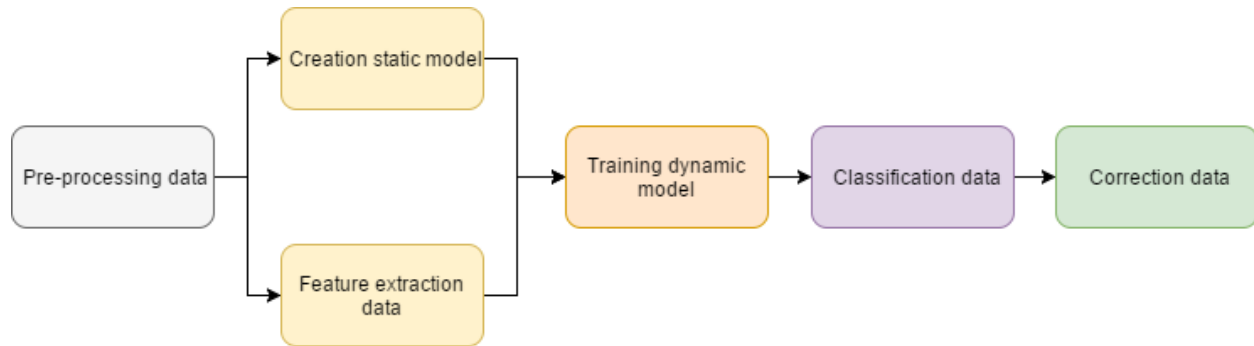 Creation static model
Pre-processing data
Training dynamic
model
Classification data
Correction data
Feature extraction
data